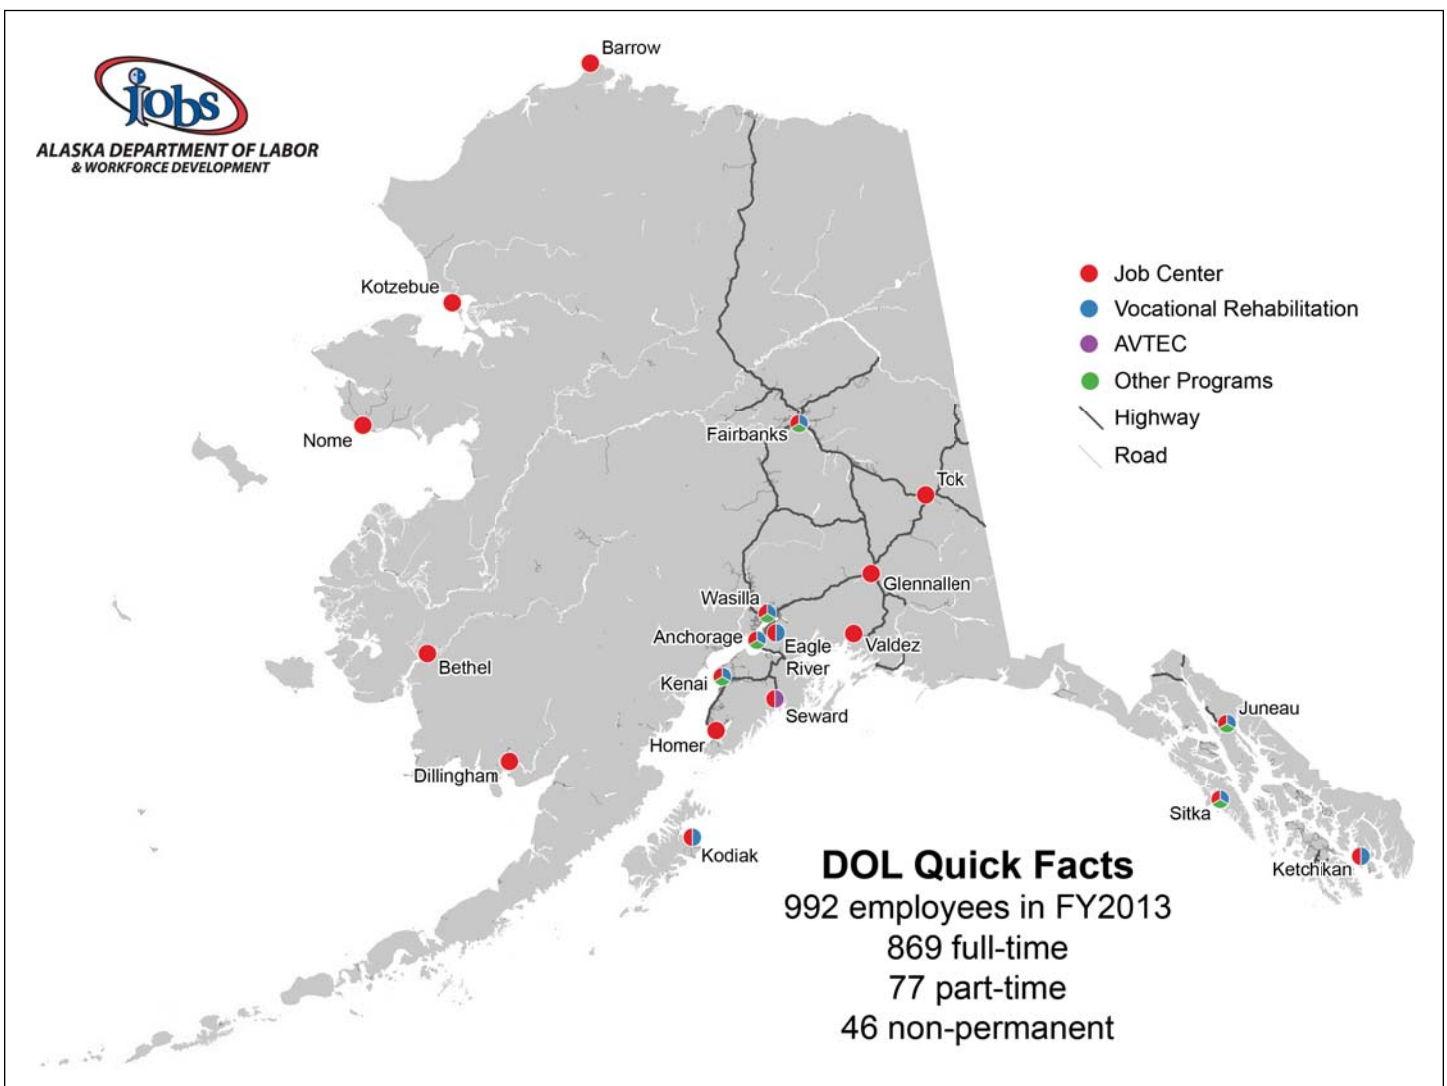 jobs
ALASKA DEPARTMENT OF LABOR
& WORKFORCE DEVELOPMENT
Barrow
Kotzebue
Nome
Fairbanks
Tok
Glennallen
Wasilla
Anchorage
Eagle
River
Valdez
Bethel
Kenai
Seward
Homer
Dillingham
Kodiak
Juneau
Sitka
Ketchikan
Job Center
Vocational Rehabilitation
AVTEC
Other Programs
Highway
Road
DOL Quick Facts
992 employees in FY2013
869 full-time
77 part-time
46 non-permanent